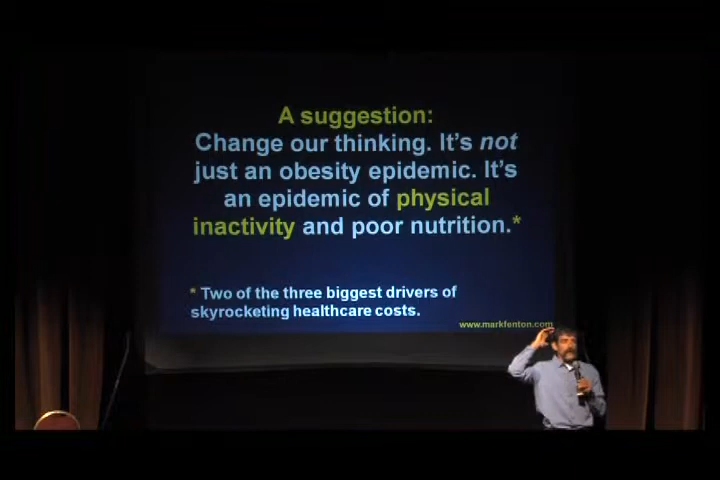 A suggestion:
Change our thinking. It's not
just an obesity epidemic. It's
an epidemic of physical
inactivity and poor nutrition.*
* Two of the three biggest drivers of
skyrocketing healthcare costs.
www.markfenton.com